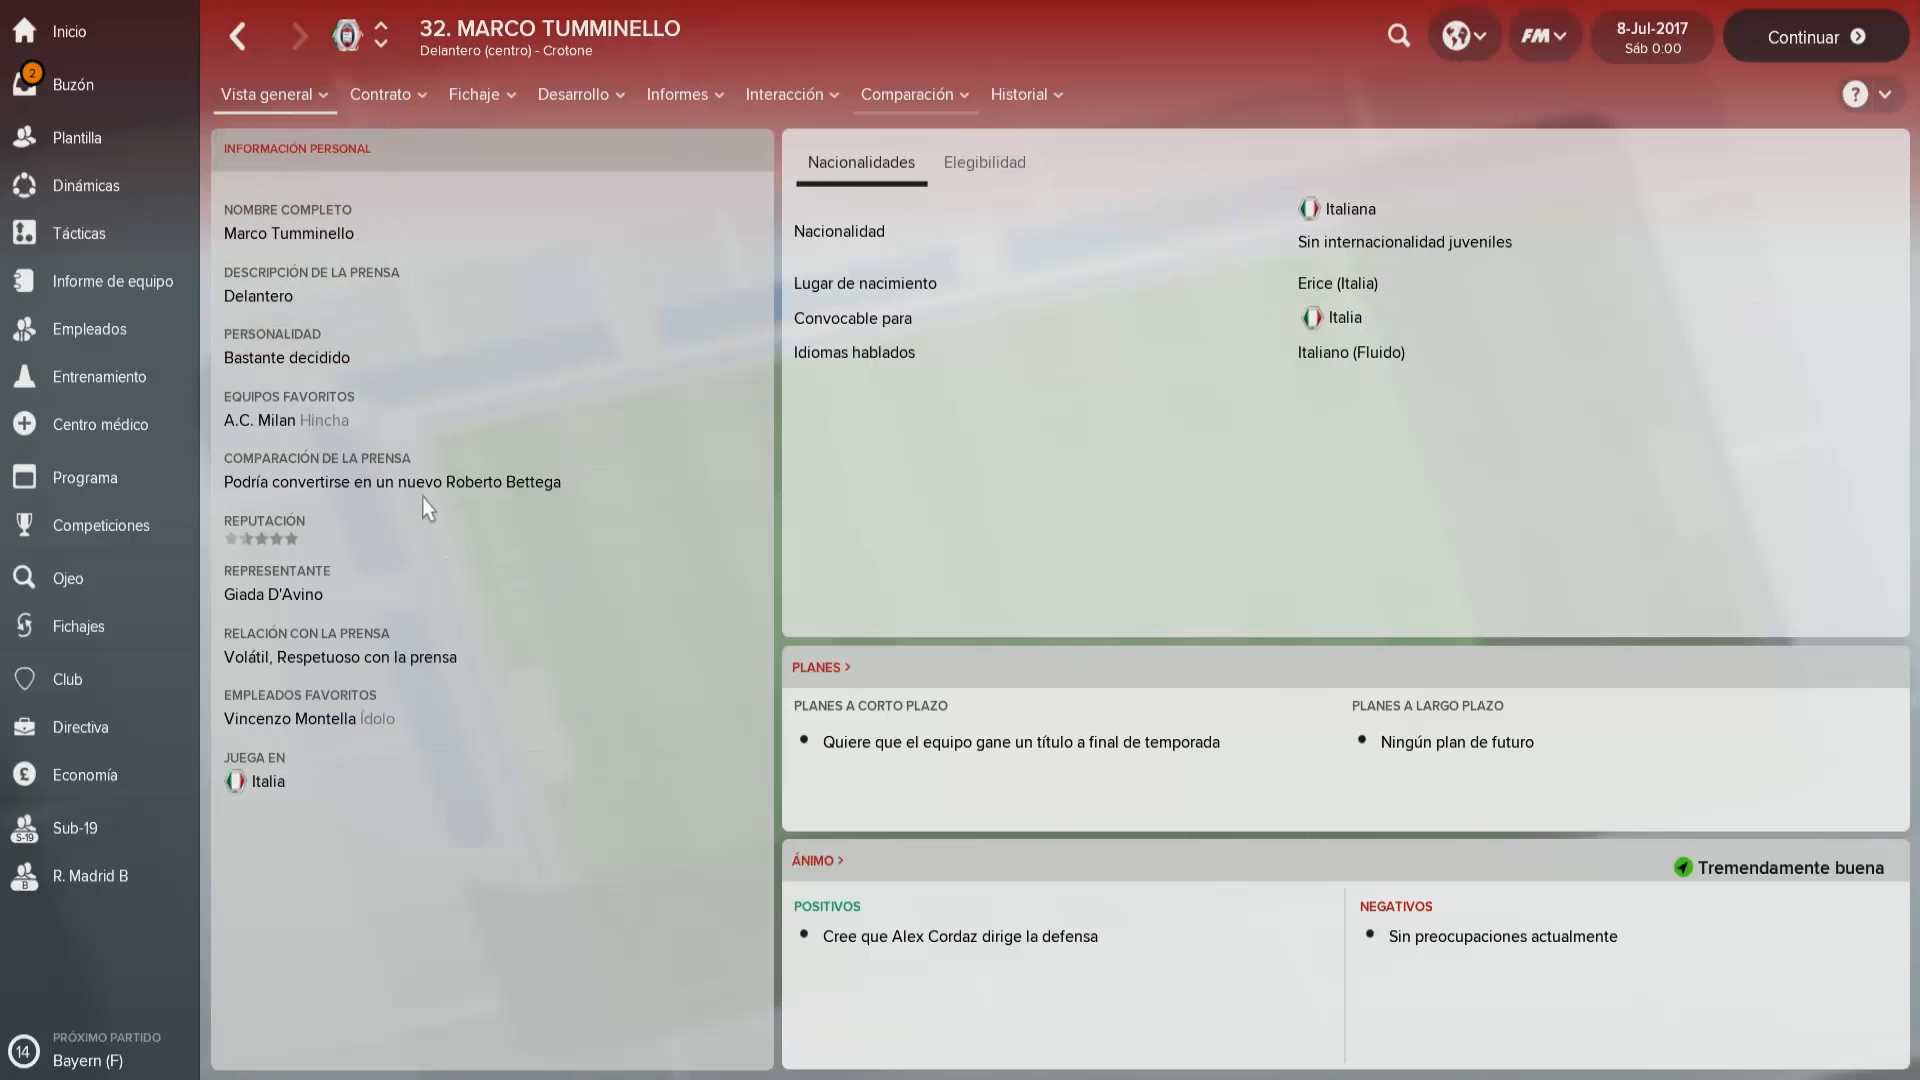 Inicio
2
Buzón
Plantilla
Dinámicas
Tácticas
Informe de equipo
Empleados
Entrenamiento
Centro médico
Programa
Competiciones
Ojeo
Fichajes
Club
Directiva
Economía
S-19
Sub-19
B
R. Madrid B
14
PRÓXIMO PARTIDO
Bayern (F)
32. MARCO TUMMINELLO
Delantero (centro) - Crotone
FM
8-Jul-2017
Sáb 0:00
Continuar
Vista general
Contrato
Fichaje
Desarrollo
Informes
Interacción
Comparación
Historial
?
INFORMACIÓN PERSONAL
NOMBRE COMPLETO
Marco Tumminello
DESCRIPCIÓN DE LA PRENSA
Delantero
PERSONALIDAD
Bastante decidido
EQUIPOS FAVORITOS
A.C. Milan Hincha
COMPARACIÓN DE LA PRENSA
Podría convertirse en un nuevo Roberto Bettega
REPUTACIÓN
REPRESENTANTE
Giada D'Avino
RELACIÓN CON LA PRENSA
Volátil, Respetuoso con la prensa
EMPLEADOS FAVORITOS
Vincenzo Montella Ídolo
JUEGA EN
Italia
Nacionalidades
Elegibilidad
Nacionalidad
Italiana
Sin internacionalidad juveniles
Lugar de nacimiento
Erice (Italia)
Convocable para
Italia
Idiomas hablados
Italiano (Fluido)
PLANES >
PLANES A CORTO PLAZO
• Quiere que el equipo gane un título a final de temporada
PLANES A LARGO PLAZO
• Ningún plan de futuro
ÁNIMO >
Tremendamente buena
POSITIVOS
• Cree que Alex Cordaz dirige la defensa
NEGATIVOS
• Sin preocupaciones actualmente